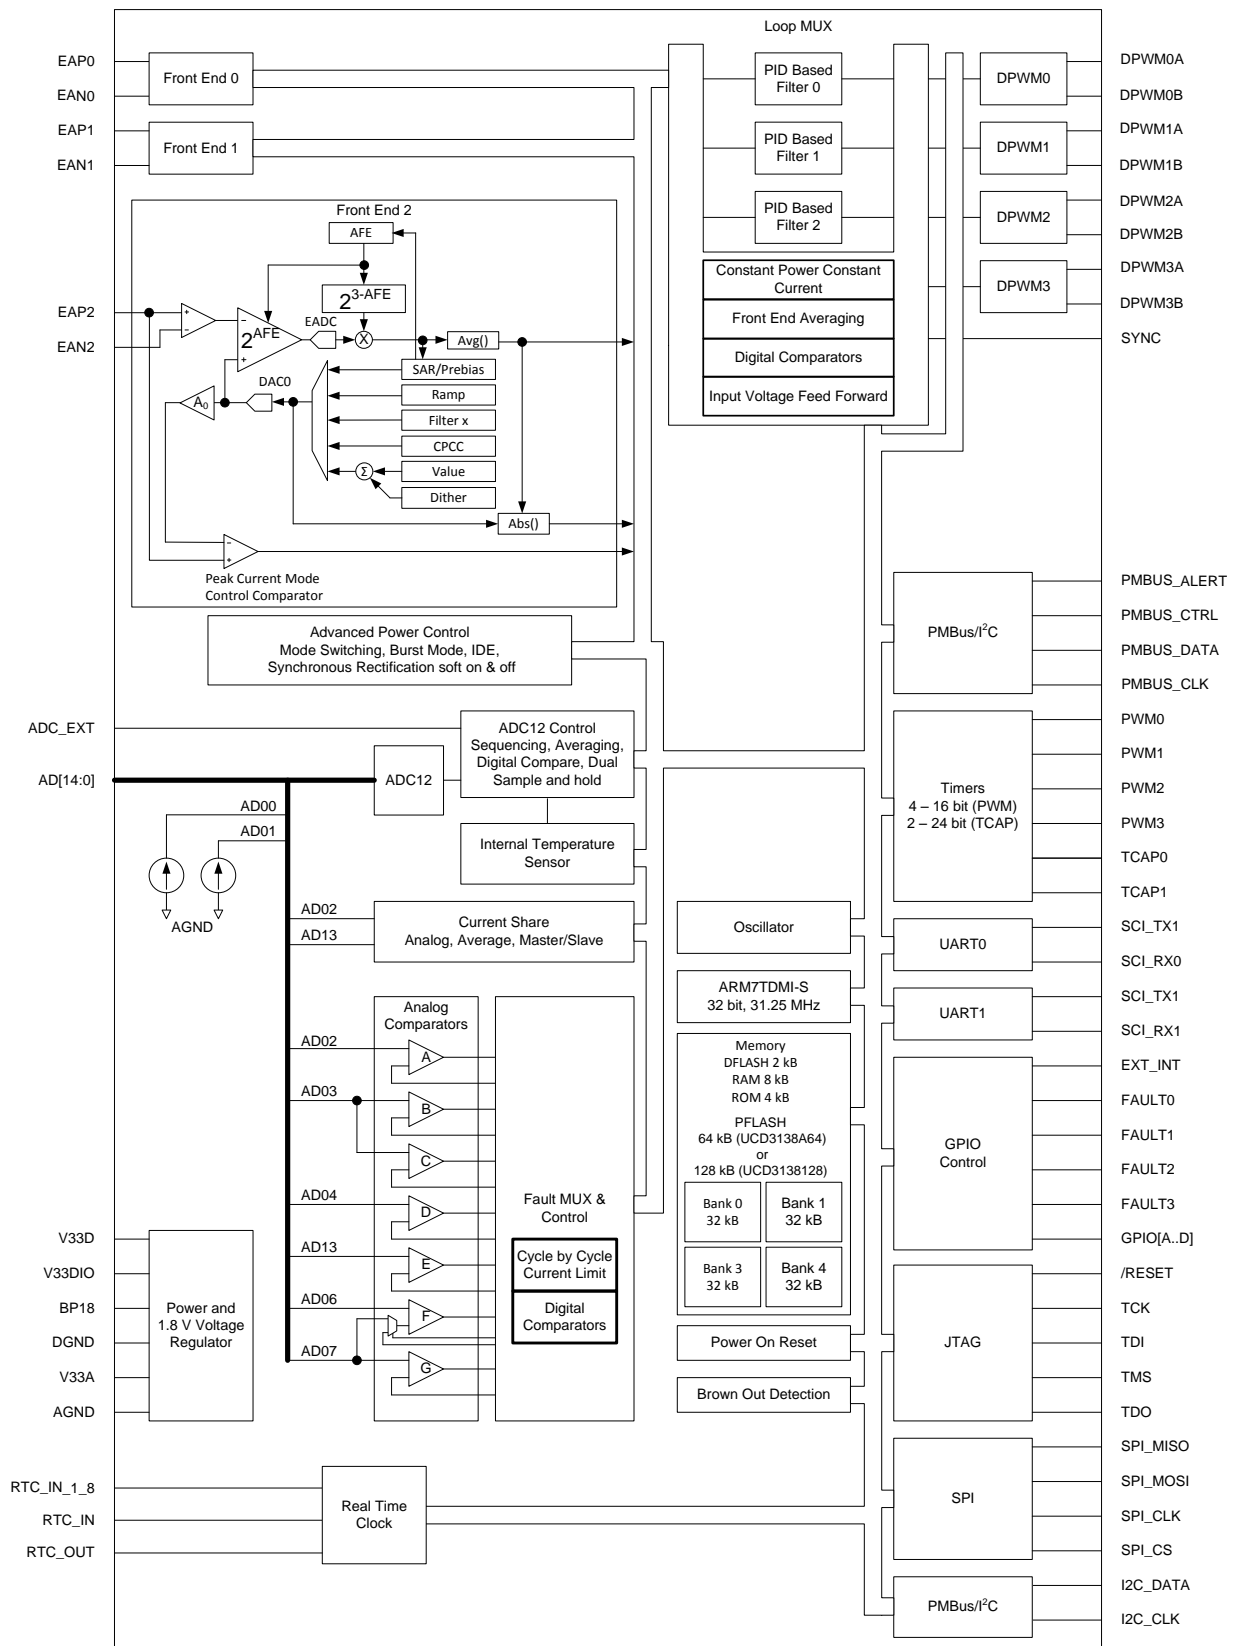 Loop MUX
EAP0
EAN0
EAP1
EAN1
Front End 0
Front End 1
Front End 2
AFE
2^3-AFE
EAP2
EAN2
+
−
−
2^AFE
+
EADC
X
Avg()
DAC0
A0
SAR/Prebias
Ramp
Filter x
CPCC
Σ
Value
Dither
Abs()
−
+
Peak Current Mode
Control Comparator
PID Based
Filter 0
PID Based
Filter 1
PID Based
Filter 2
Constant Power Constant
Current
Front End Averaging
Digital Comparators
Input Voltage Feed Forward
DPWM0
DPWM1
DPWM2
DPWM3
DPWM0A
DPWM0B
DPWM1A
DPWM1B
DPWM2A
DPWM2B
DPWM3A
DPWM3B
SYNC
Advanced Power Control
Mode Switching, Burst Mode, IDE,
Synchronous Rectification soft on & off
ADC_EXT
AD[14:0]
ADC12
ADC12 Control
Sequencing, Averaging,
Digital Compare, Dual
Sample and hold
AD00
AD01
AGND
Internal Temperature
Sensor
AD02
AD13
Current Share
Analog, Average, Master/Slave
Analog
Comparators
AD02
A
AD03
B
C
AD04
D
AD13
E
AD06
F
AD07
G
Fault MUX &
Control
Cycle by Cycle
Current Limit
Digital
Comparators
V33D
V33DIO
BP18
DGND
V33A
AGND
Power and
1.8 V Voltage
Regulator
RTC_IN_1_8
RTC_IN
RTC_OUT
Real Time
Clock
Oscillator
ARM7TDMI-S
32 bit, 31.25 MHz
Memory
DFLASH 2 kB
RAM 8 kB
ROM 4 kB
PFLASH
64 kB (UCD3138A64)
or
128 kB (UCD3138128)
Bank 0
32 kB
Bank 1
32 kB
Bank 3
32 kB
Bank 4
32 kB
Power On Reset
Brown Out Detection
PMBus/I²C
PMBUS_ALERT
PMBUS_CTRL
PMBUS_DATA
PMBUS_CLK
Timers
4 – 16 bit (PWM)
2 – 24 bit (TCAP)
PWM0
PWM1
PWM2
PWM3
TCAP0
TCAP1
UART0
SCI_TX1
SCI_RX0
UART1
SCI_TX1
SCI_RX1
GPIO
Control
EXT_INT
FAULT0
FAULT1
FAULT2
FAULT3
GPIO[A..D]
JTAG
/RESET
TCK
TDI
TMS
TDO
SPI
SPI_MISO
SPI_MOSI
SPI_CLK
SPI_CS
PMBus/I²C
I2C_DATA
I2C_CLK